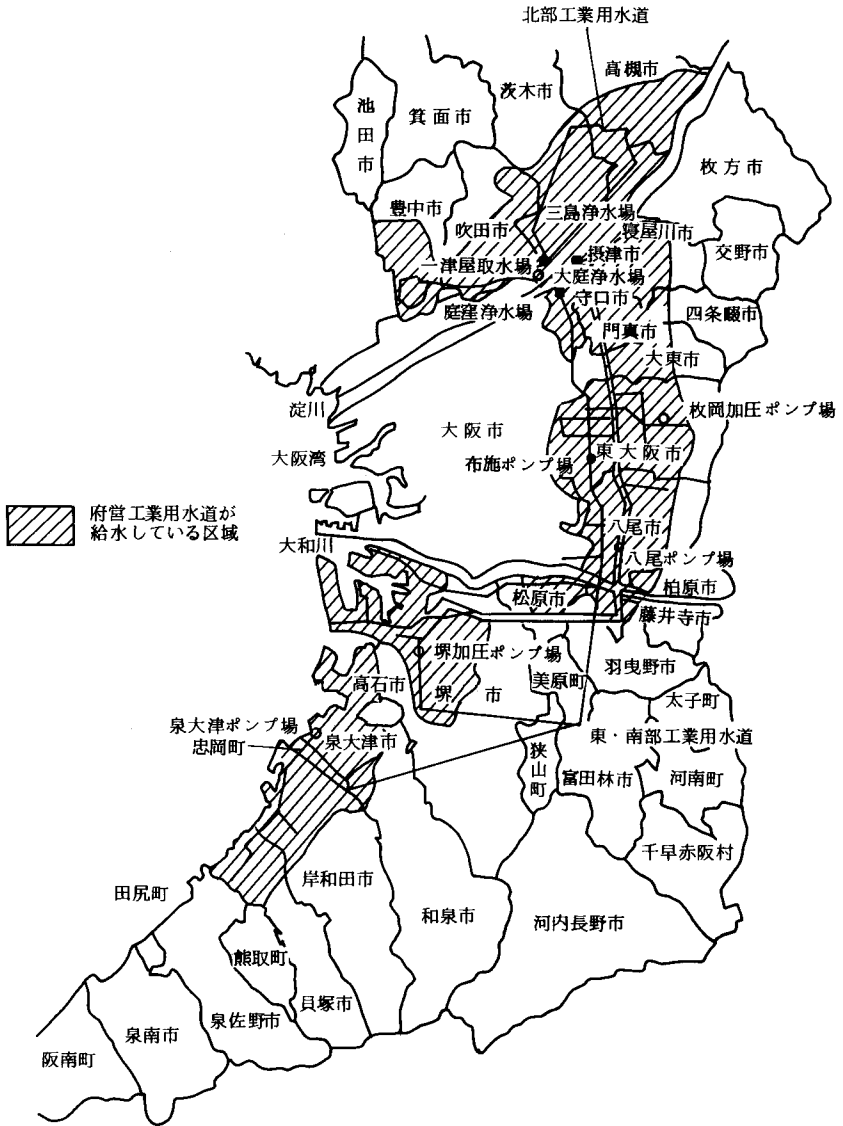 北部工業用水道
高槻市
茨木市
箕面市
池田市
枚方市
豊中市
三島浄水場
吹田市
寝屋川市
交野市
摂津市
一津屋取水場
大庭浄水場
守口市
庭窪浄水場
四条畷市
門真市
大東市
淀川
枚岡加圧ポンプ場
大阪市
大阪湾
東大阪市
布施ポンプ場
府営工業用水道が
給水している区域
八尾市
大和川
八尾ポンプ場
柏原市
松原市
藤井寺市
堺加圧ポンプ場
羽曳野市
美原町
高石市
堺市
太子町
泉大津ポンプ場
忠岡町
泉大津市
東・南部工業用水道
狭山町
富田林市
河南町
千早赤阪村
岸和田市
田尻町
和泉市
河内長野市
熊取町
貝塚市
泉佐野市
泉南市
阪南町